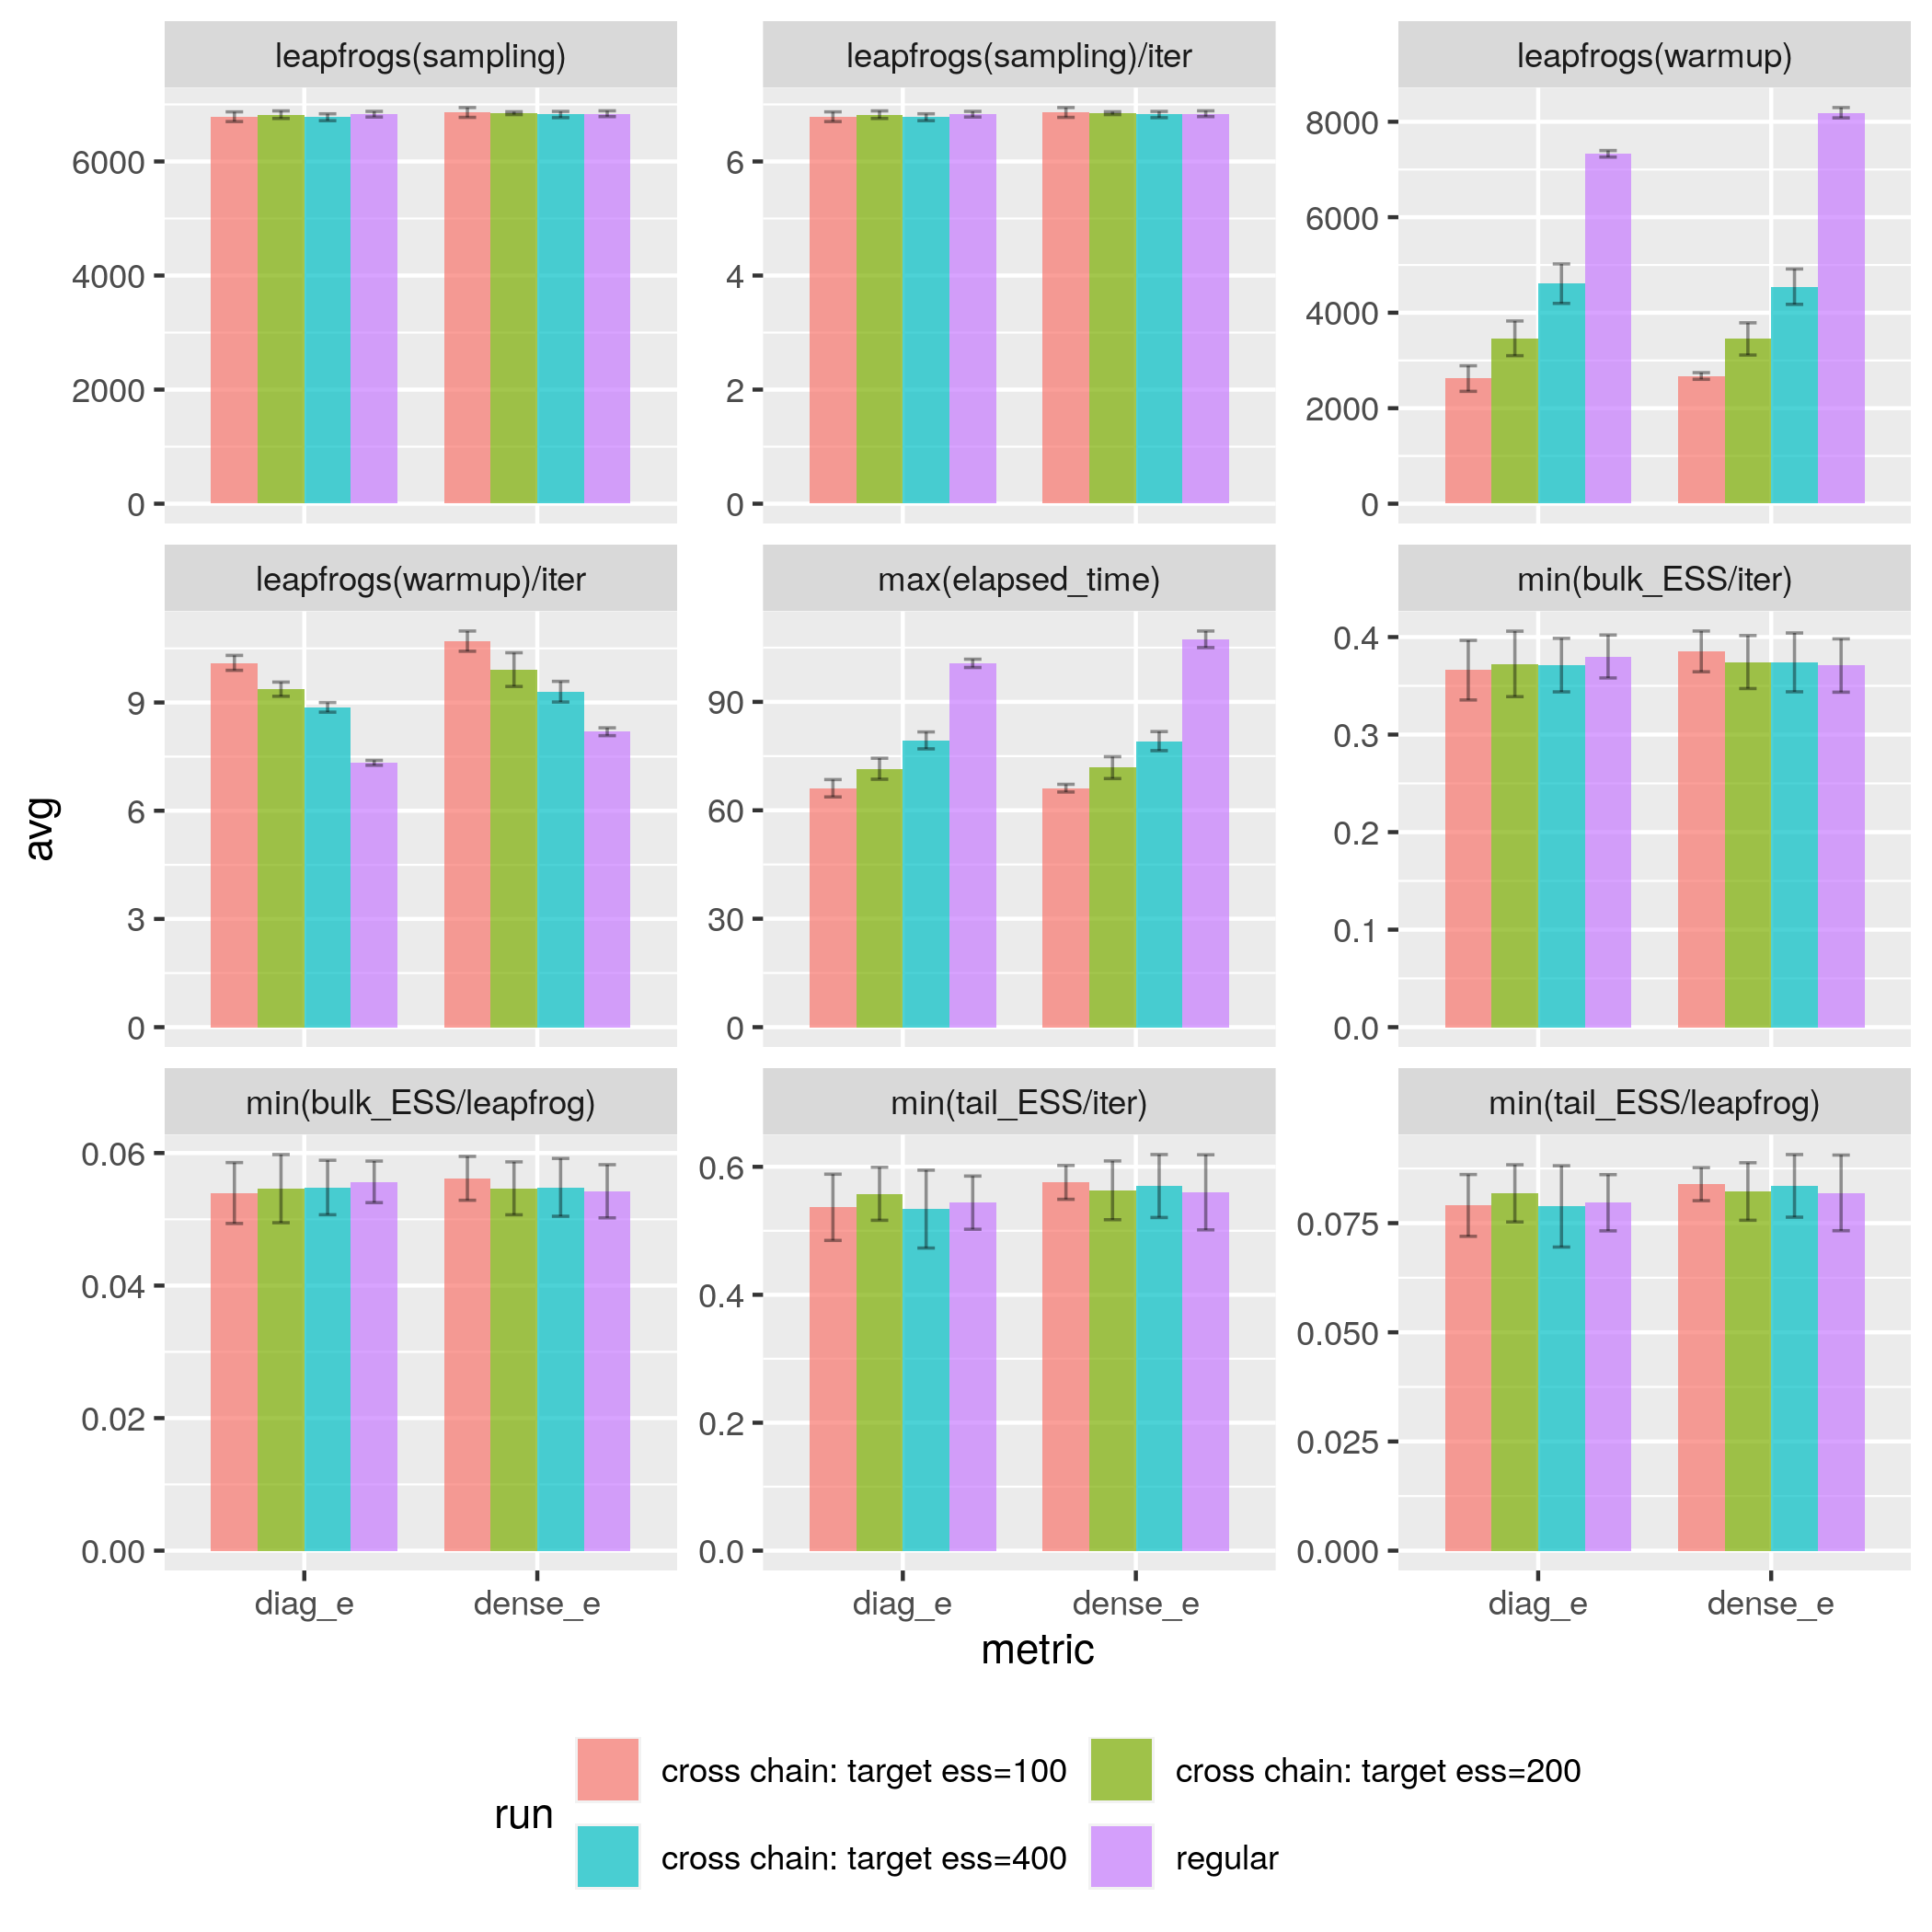 leapfrogs(sampling)
leapfrogs(sampling)/iter
leapfrogs(warmup)
6000
4000
2000
0
6
4
2
0
8000
6000
4000
2000
0
leapfrogs(warmup)/iter
max(elapsed_time)
min(bulk_ESS/iter)
9
6
3
0
90
60
30
0
0.4
0.3
0.2
0.1
0.0
min(bulk_ESS/leapfrog)
min(tail_ESS/iter)
min(tail_ESS/leapfrog)
0.06
0.04
0.02
0.00
0.6
0.4
0.2
0.0
0.075
0.050
0.025
0.000
diag_e dense_e
diag_e dense_e
diag_e dense_e
avg
metric
run
cross chain: target ess=100
cross chain: target ess=200
cross chain: target ess=400
regular